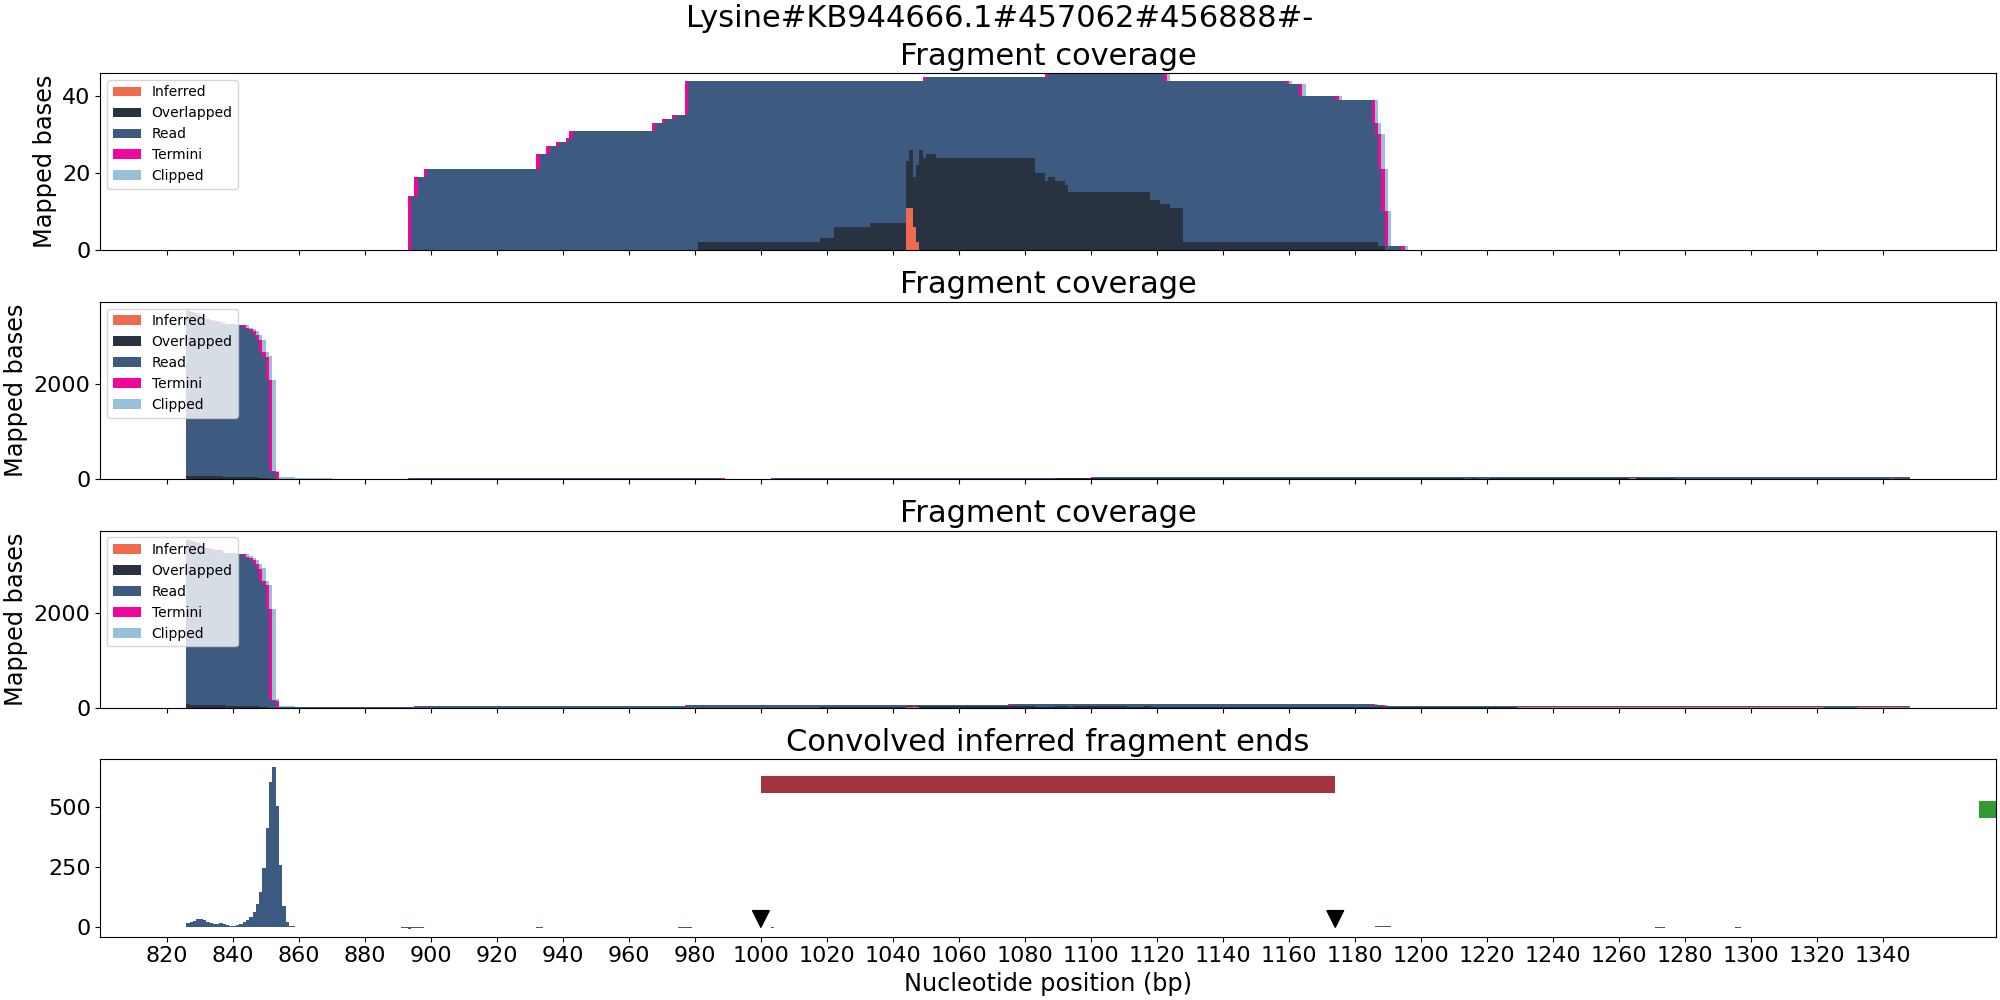 Lysine#KB944666.1#457062#456888#-
Fragment coverage
Mapped bases
40
20
0
Inferred
Overlapped
Read
Termini
Clipped
Fragment coverage
Mapped bases
2000
0
Inferred
Overlapped
Read
Termini
Clipped
Fragment coverage
Mapped bases
2000
0
Inferred
Overlapped
Read
Termini
Clipped
Convolved inferred fragment ends
500
250
0
820 840 860 880 900 920 940 960 980 1000 1020 1040 1060 1080 1100 1120 1140 1160 1180 1200 1220 1240 1260 1280 1300 1320 1340
Nucleotide position (bp)